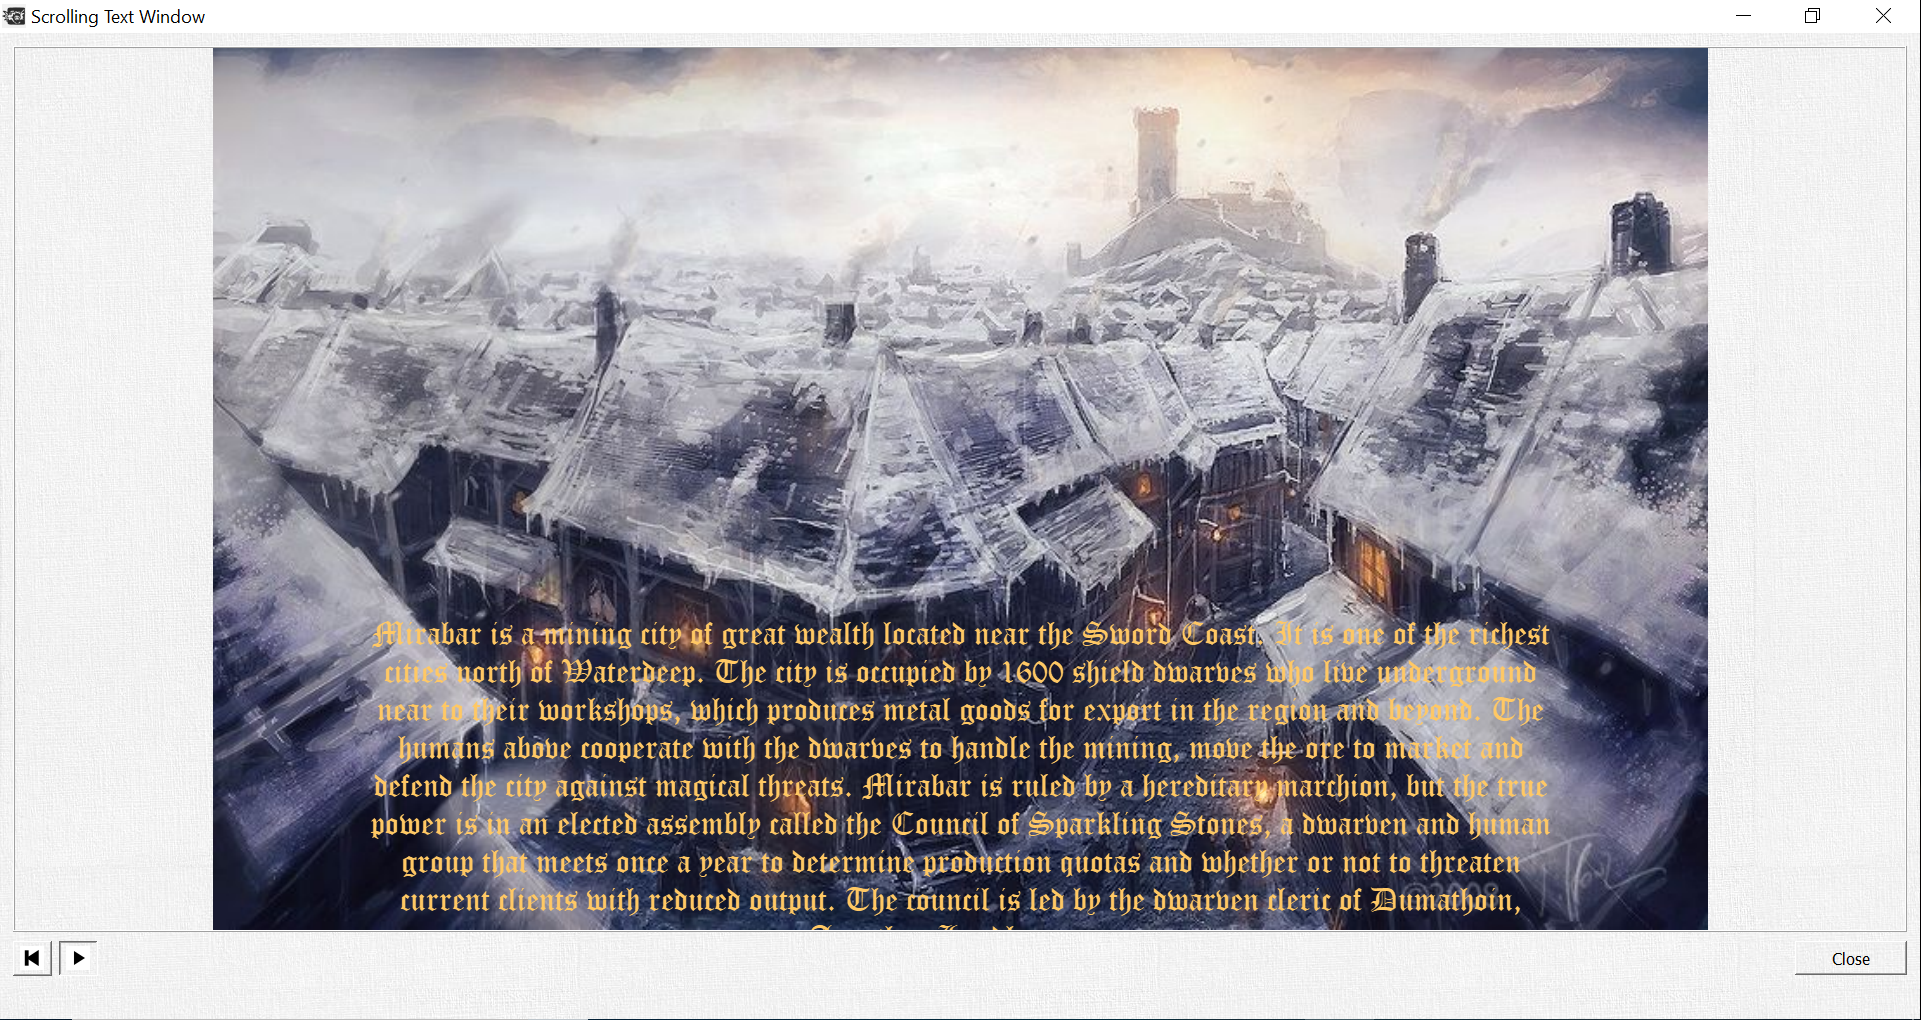 Scrolling Text Window
Mirabar is a mining city of great wealth located near the Sword Coast. It is one of the richest
cities north of Waterdeep. The city is occupied by 1600 shield dwarves who live underground
near to their workshops, which produces metal goods for export in the region and beyond. The
humans above cooperate with the dwarves to handle the mining, move the ore to market and
defend the city against magical threats. Mirabar is ruled by a hereditary marchion, but the true
power is in an elected assembly called the Council of Sparkling Stones, a dwarven and human
group that meets once a year to determine production quotas and whether or not to threaten
current clients with reduced output. The council is led by the dwarven cleric of Dumathoin,
Close